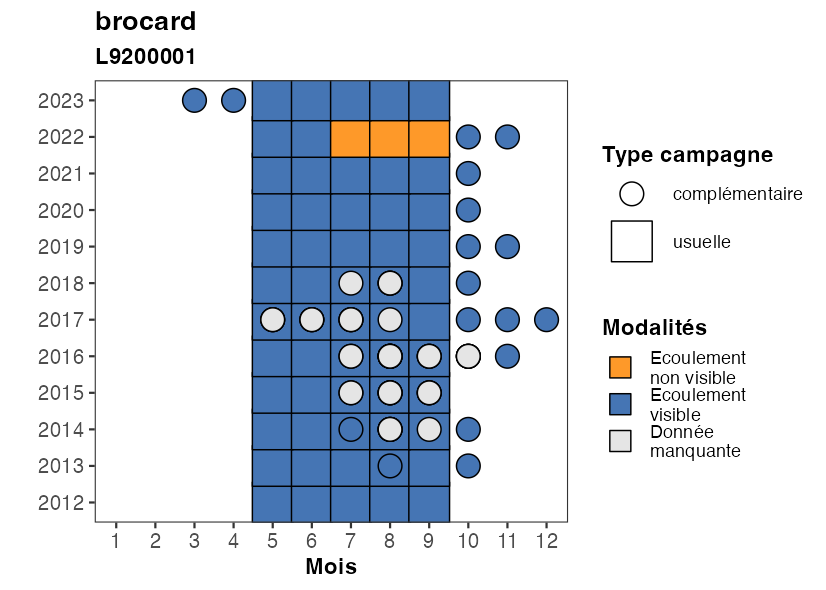 brocard
L9200001
2023
2022
2021
2020
2019
2018
2017
2016
2015
2014
2013
2012
1 2 3 4 5 6 7 8 9 10 11 12
Mois
Type campagne
complémentaire
usuelle
Modalités
Ecoulement
non visible
Ecoulement
visible
Donnée
manquante